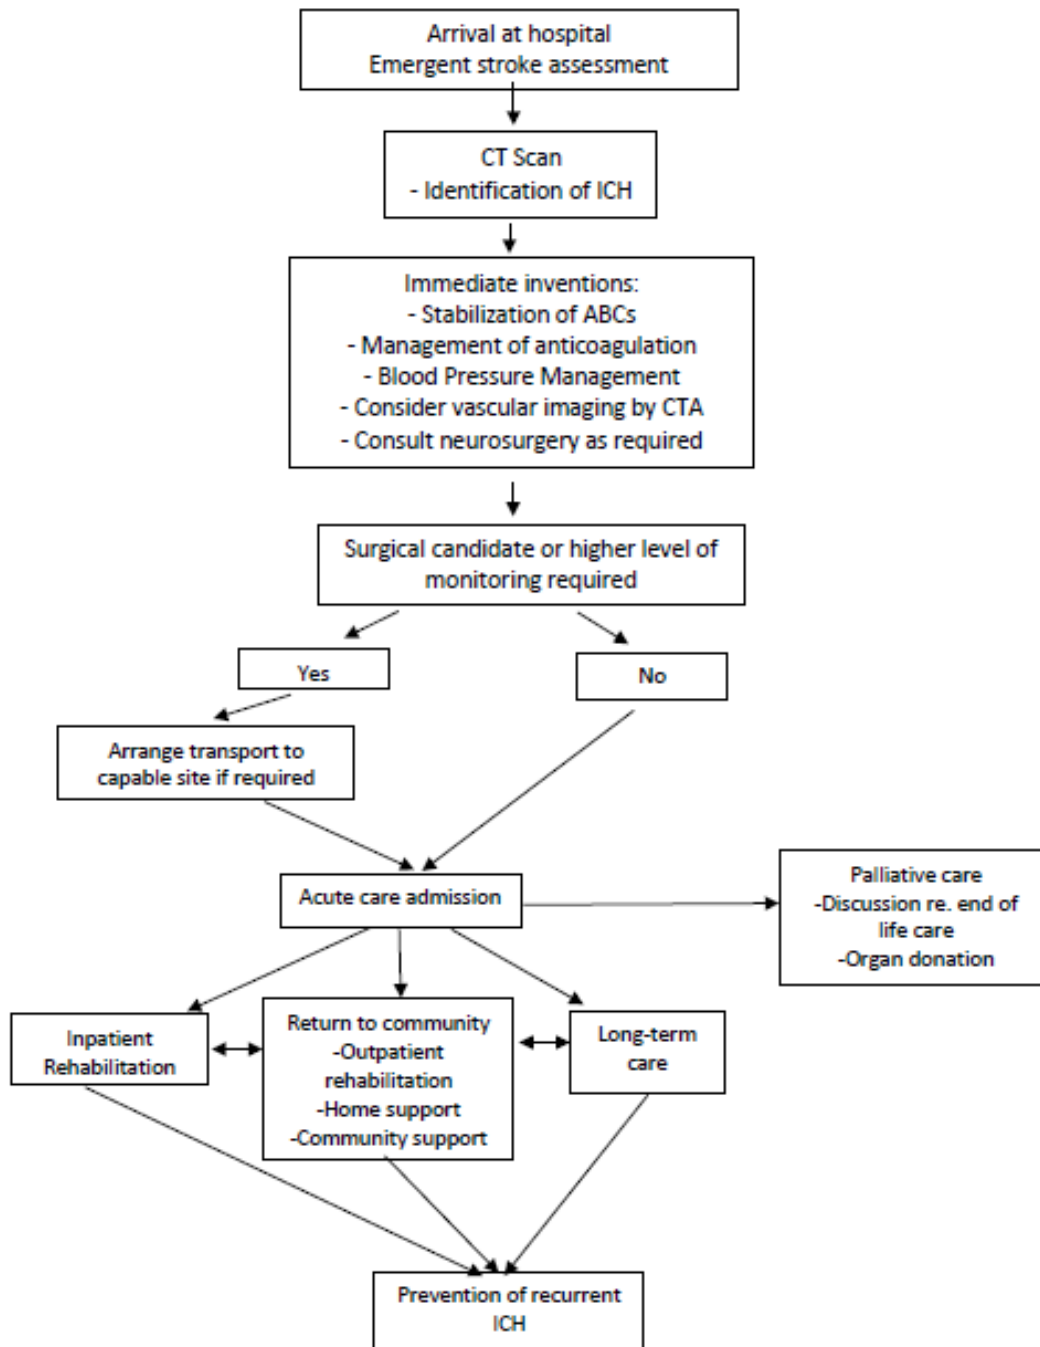 Arrival at hospital
Emergent stroke assessment
CT Scan
- Identification of ICH
Immediate inventions:
- Stabilization of ABCs
- Management of anticoagulation
- Blood Pressure Management
- Consider vascular imaging by CTA
- Consult neurosurgery as required
Surgical candidate or higher level of
monitoring required
Yes
No
Arrange transport to
capable site if required
Acute care admission
Palliative care
-Discussion re. end of
life care
-Organ donation
Inpatient
Rehabilitation
Return to community
-Outpatient
rehabilitation
-Home support
-Community support
Long-term
care
Prevention of recurrent
ICH